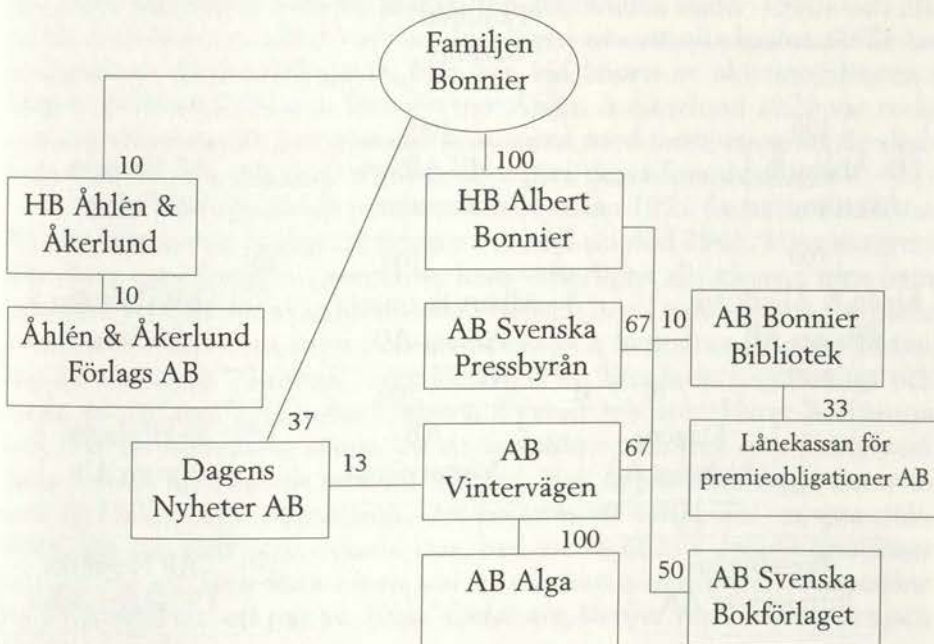 Familjen
Bonnier
10
HB Åhlén &
Åkerlund
10
Åhlén & Åkerlund
Förlags AB
100
HB Albert
Bonnier
AB Svenska
Pressbyrån
67
10
AB Bonnier
Bibliotek
37
Dagens
Nyheter AB
13
AB
Vintervägen
67
33
Lånekassan för
premieobligationer AB
100
AB Alga
50
AB Svenska
Bokförlaget